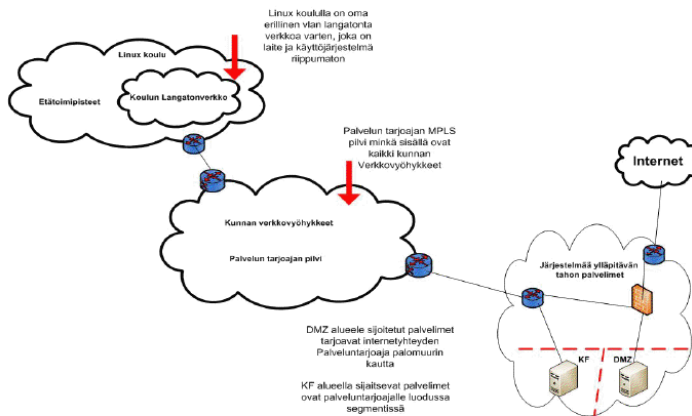 Linux koululla on oma
erillinen vlan langatonta
verkkoa varten, joka on
laite ja käyttöjärjestelmä
riippumaton
Linux koulu
Etätoimipisteet
Koulun Langatonverkko
Palvelun tarjoajan MPLS
pilvi minkä sisällä ovat
kaikki kunnan
Verkkovyöhykkeet
Internet
Kunnan verkkovyöhykkeet
Palvelun tarjoajan pilvi
Järjestelmää ylläpitävän
tahon palvelimet
DMZ alueele sijoitetut palvelimet
tarjoavat internetyhteyden
Palveluntarjoaja palomuurin
kautta
KF
DMZ
KF alueella sijaitsevat palvelimet
ovat palveluntarjoajalle luodussa
segmentissä